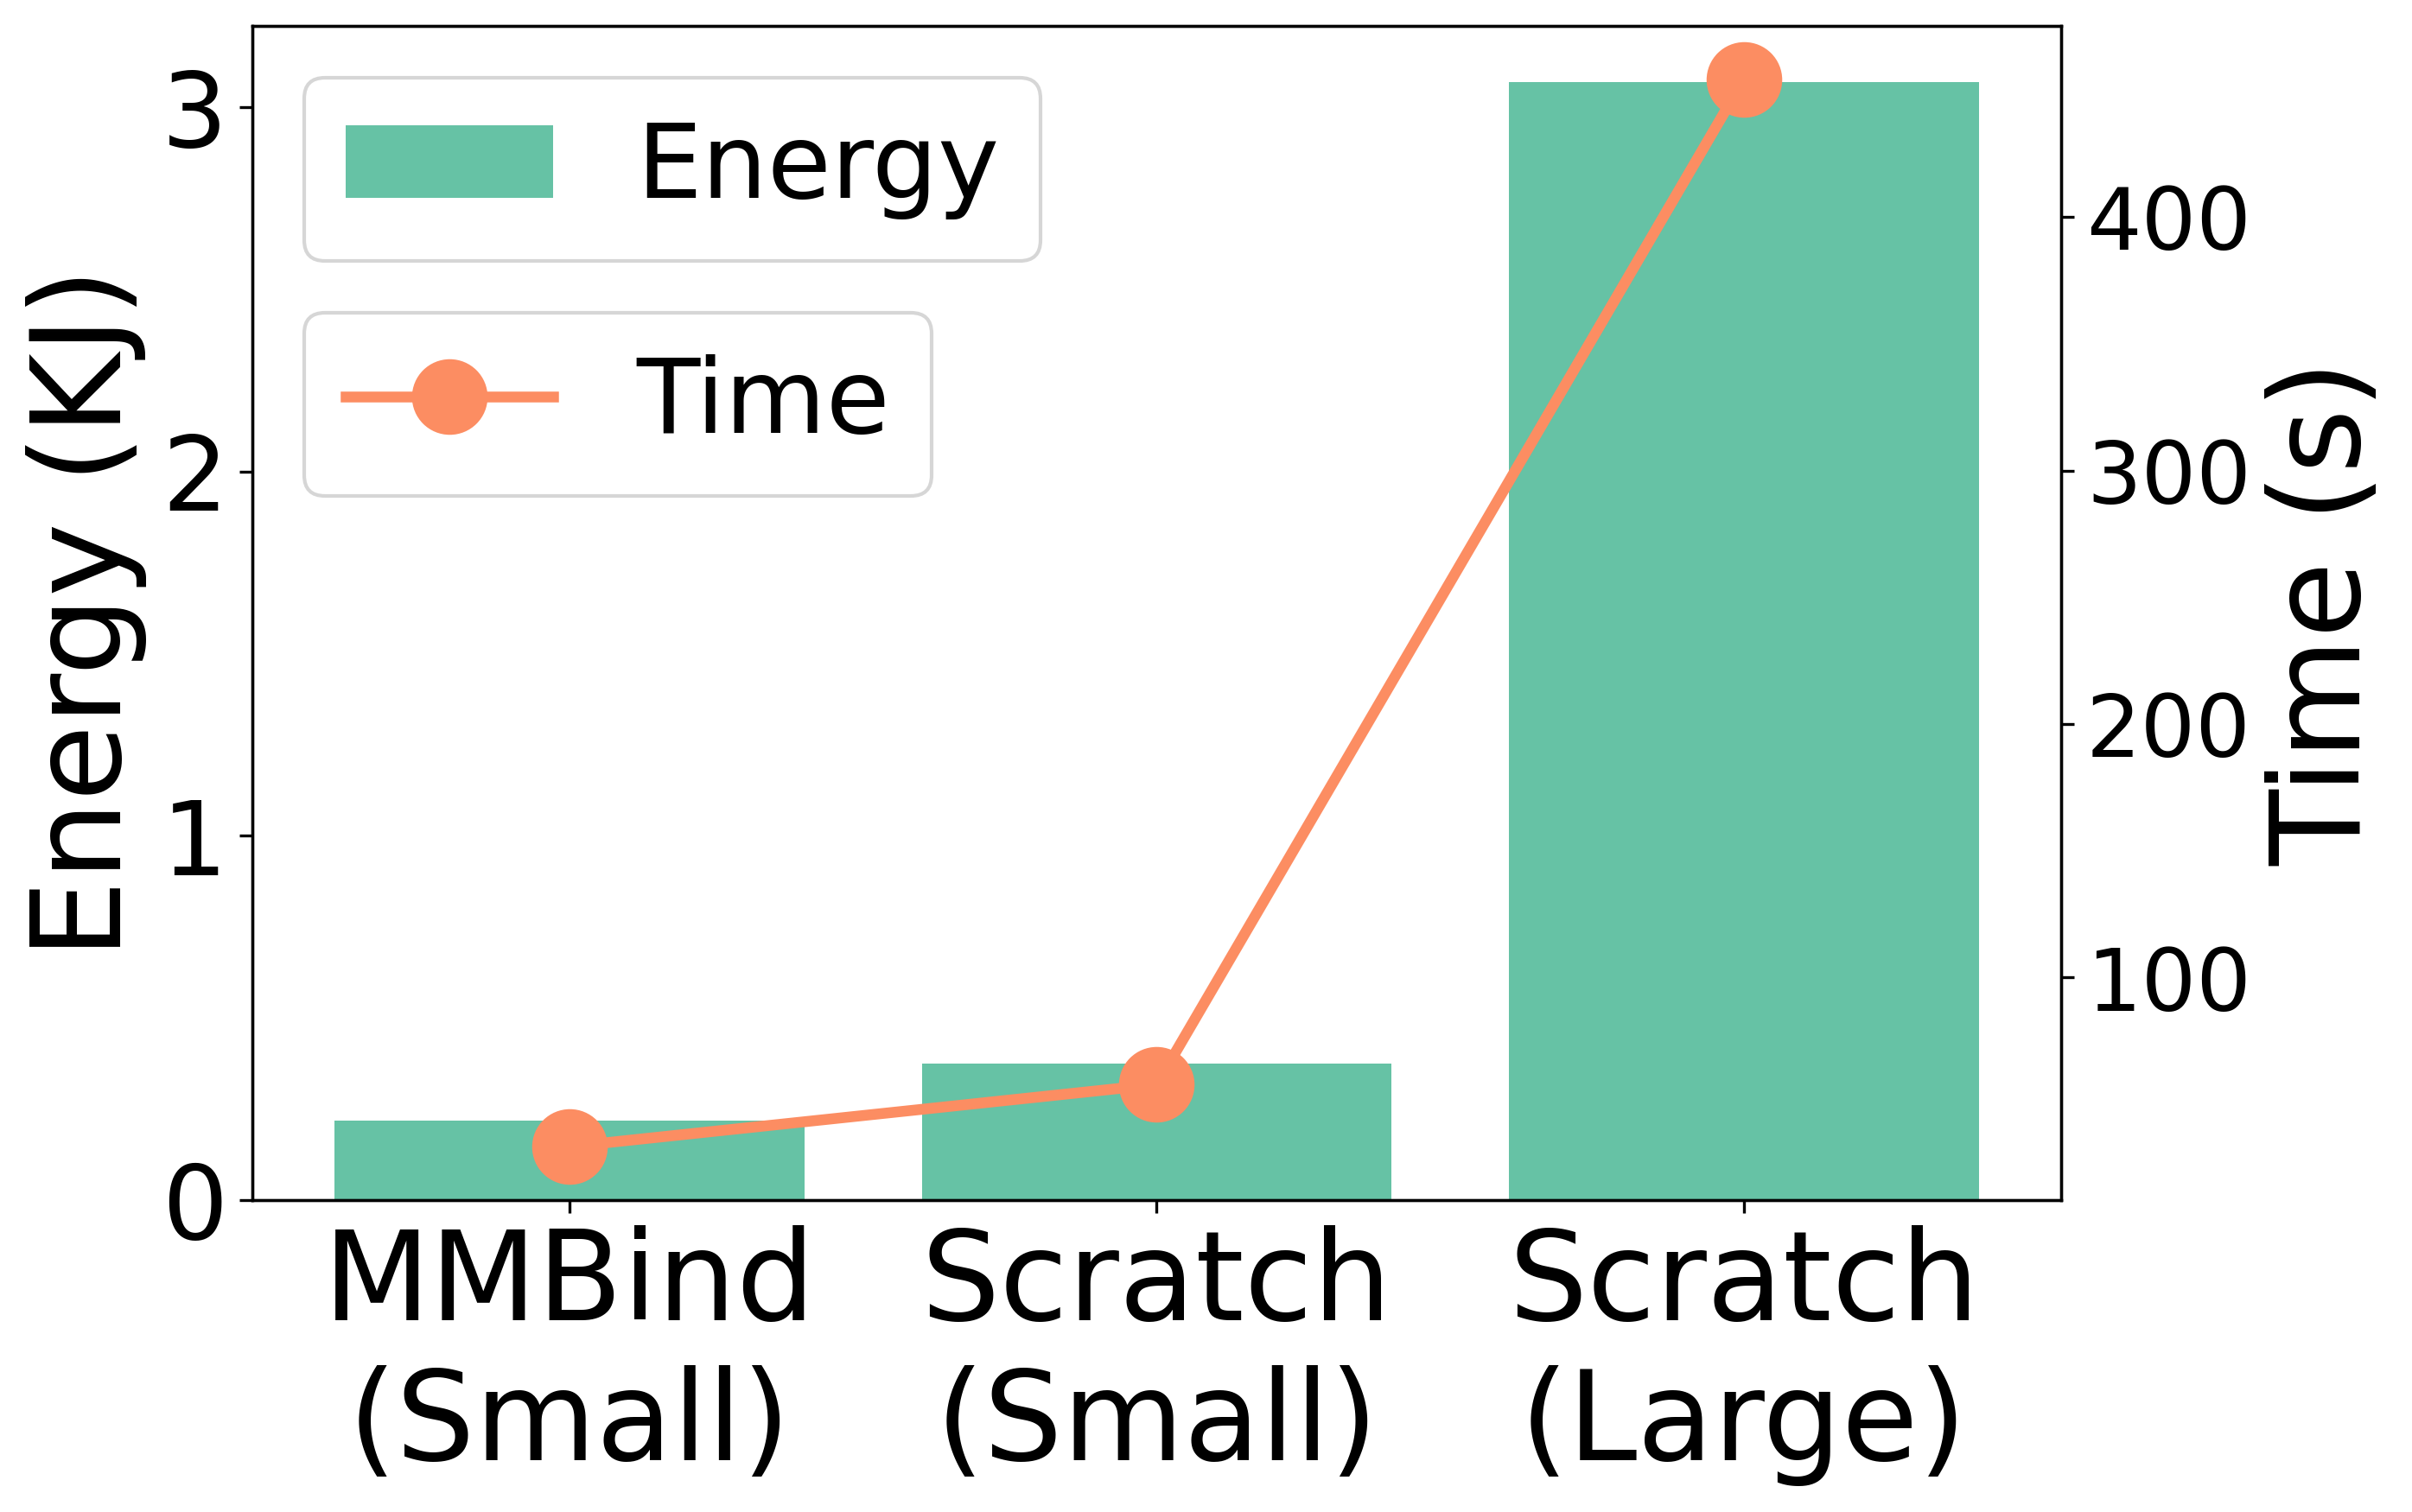 Energy (KJ)
3
2
1
0
Energy
Time
400
300
200
100
Time (s)
MMBind
(Small)
Scratch
(Small)
Scratch
(Large)